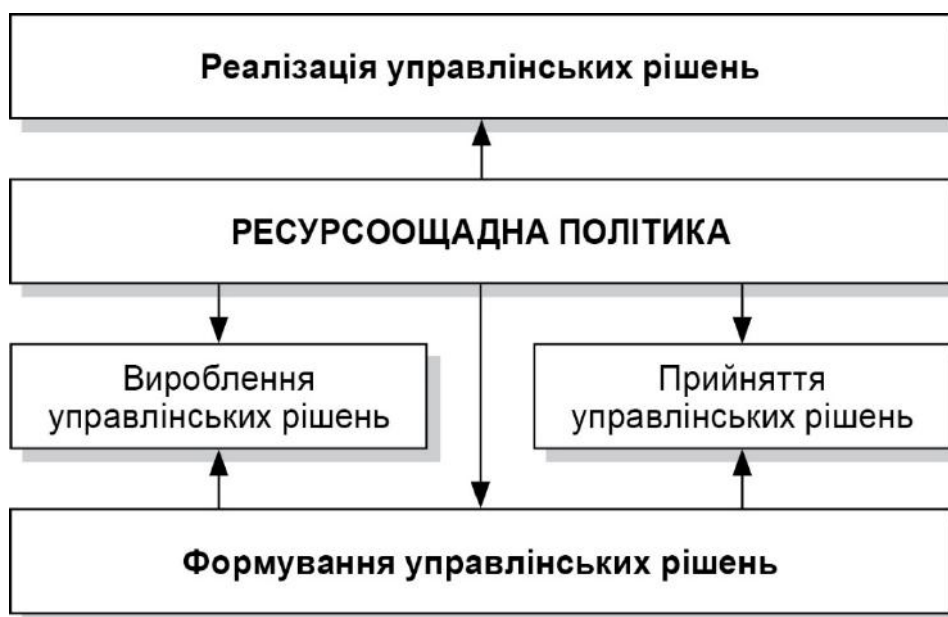 Реалізація управлінських рішень
РЕСУРСООЩАДНА ПОЛІТИКА
Вироблення
управлінських рішень
Прийняття
управлінських рішень
Формування управлінських рішень